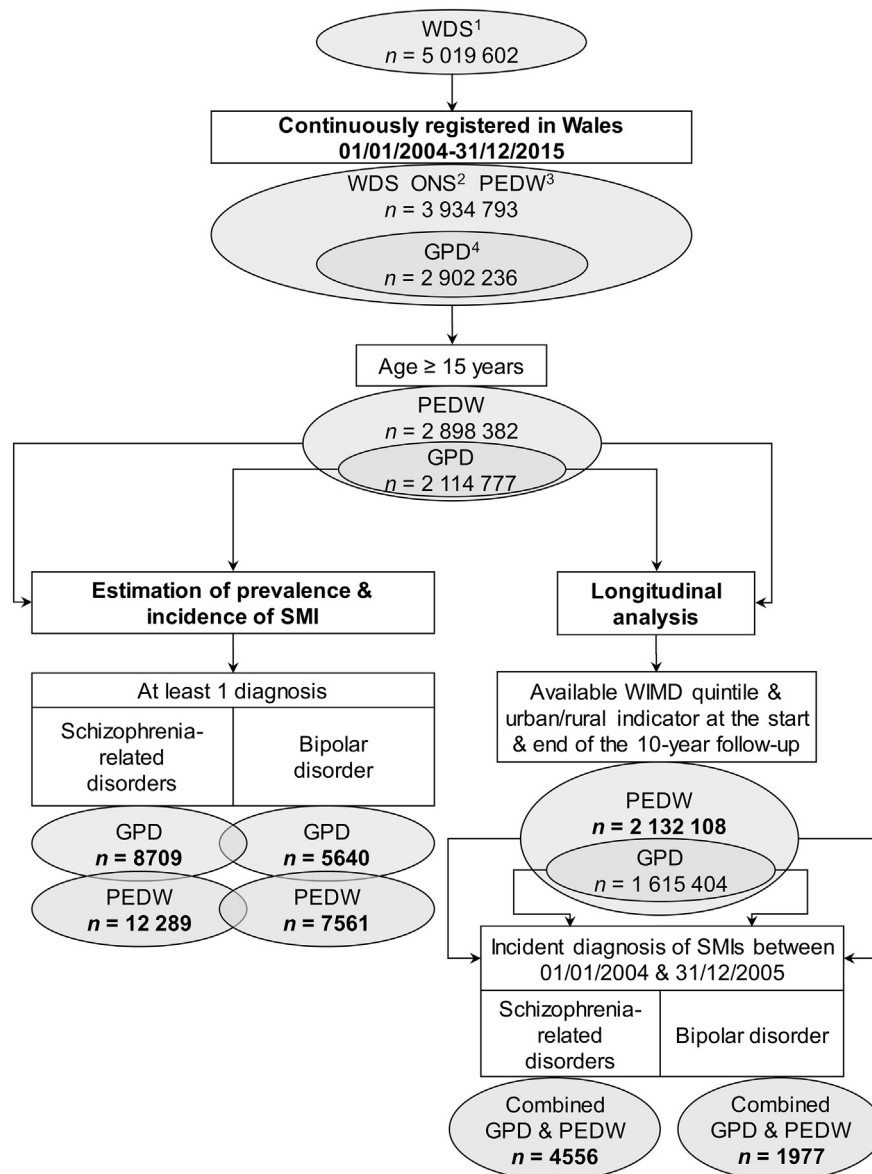 WDS¹
n = 5 019 602
Continuously registered in Wales
01/01/2004-31/12/2015
WDS ONS² PEDW³
n = 3 934 793
GPD⁴
n = 2 902 236
Age ≥ 15 years
PEDW
n = 2 898 382
GPD
n = 2 114 777
Estimation of prevalence &
incidence of SMI
At least 1 diagnosis
Schizophrenia-
related
disorders
Bipolar
disorder
GPD
n = 8709
GPD
n = 5640
PEDW
n = 12 289
PEDW
n = 7561
Longitudinal
analysis
Available WIMD quintile &
urban/rural indicator at the start
& end of the 10-year follow-up
PEDW
n = 2 132 108
GPD
n = 1 615 404
Incident diagnosis of SMIs between
01/01/2004 & 31/12/2005
Schizophrenia-
related
disorders
Bipolar disorder
Combined
GPD & PEDW
n = 4556
Combined
GPD & PEDW
n = 1977